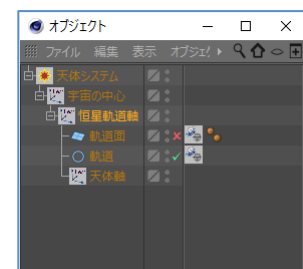 オブジェクト
ファイル 編集 表示 オブジェ
天体システム
宇宙の中心
恒星軌道軸
軌道面
軌道
天体軸